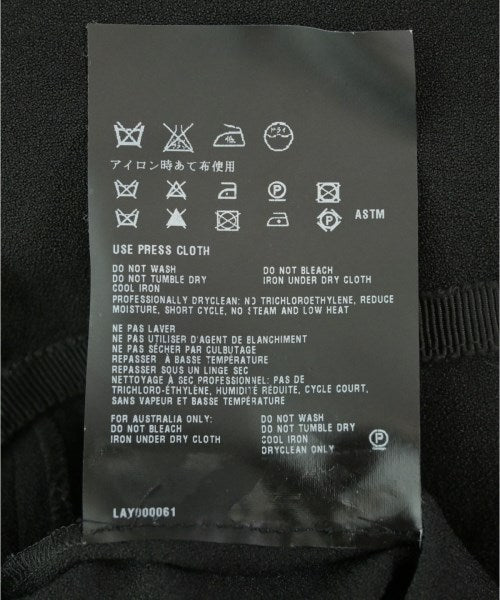 ドライ
アイロン時あて布使用
P
P
ASTM
USE PRESS CLOTH
DO NOT WASH DO NOT BLEACH
DO NOT TUMBLE DRY IRON UNDER DRY CLOTH
COOL IRON
PROFESSIONALLY DRYCLEAN: NO TRICHLOROETHYLENE, REDUCE
MOISTURE, SHORT CYCLE, NO STEAM AND LOW HEAT
NE PAS LAVER
NE PAS UTILISER D'AGENT DE BLANCHIMENT
NE PAS SÉCHER PAR CULBUTAGE
REPASSER À BASSE TEMPÉRATURE
REPASSER SOUS UN LINGE SEC
NETTOYAGE À SEC PROFESSIONNEL: PAS DE
TRICHLORO-ÉTHYLENE, HUMIDITÉ RÉDUITE, CYCLE COURT,
SANS VAPEUR ET BASSE TEMPÉRATURE
FOR AUSTRALIA ONLY: DO NOT WASH
DO NOT BLEACH DO NOT TUMBLE DRY
IRON UNDER DRY CLOTH COOL IRON
DRYCLEAN ONLY P
LAY000061